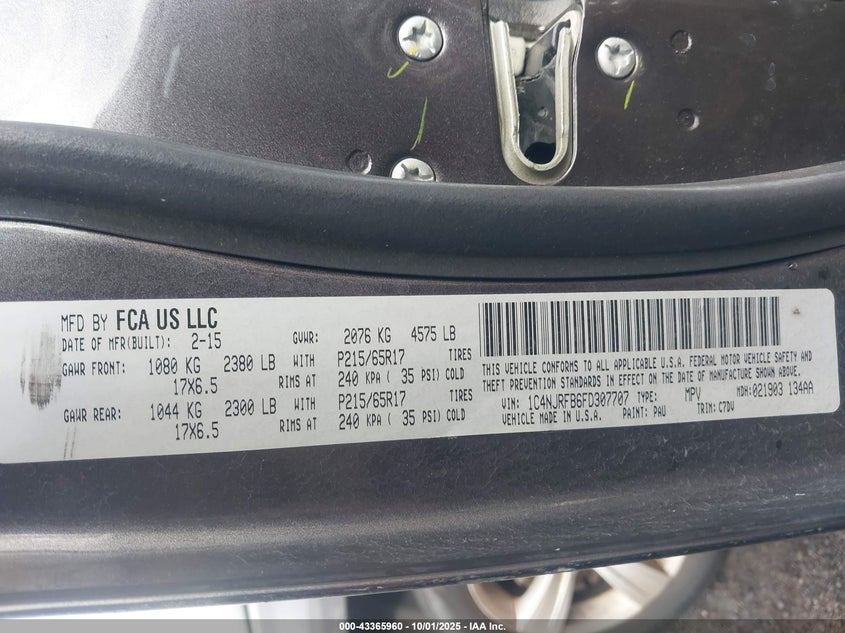 MFD BY FCA US LLC
DATE OF MFR(BUILT): 2-15 GVWR: 2076 KG 4575 LB
GAWR FRONT: 1080 KG 2380 LB WITH P215/65R17 TIRES
17X6.5 RIMS AT 240 KPA ( 35 PSI) COLD
GAWR REAR: 1044 KG 2300 LB WITH P215/65R17 TIRES
17X6.5 RIMS AT 240 KPA ( 35 PSI) COLD
THIS VEHICLE CONFORMS TO ALL APPLICABLE U.S.A. FEDERAL MOTOR VEHICLE SAFETY AND
THEFT PREVENTION STANDARDS IN EFFECT ON THE DATE OF MANUFACTURE SHOWN ABOVE.
VIN: 1C4NJRFB6FD307707 TYPE: MPV MDH:021903 134AA
VEHICLE MADE IN U.S.A. PAINT: PAU TRIM: C7DV
000-43365960 - 10/01/2025 - IAA Inc.